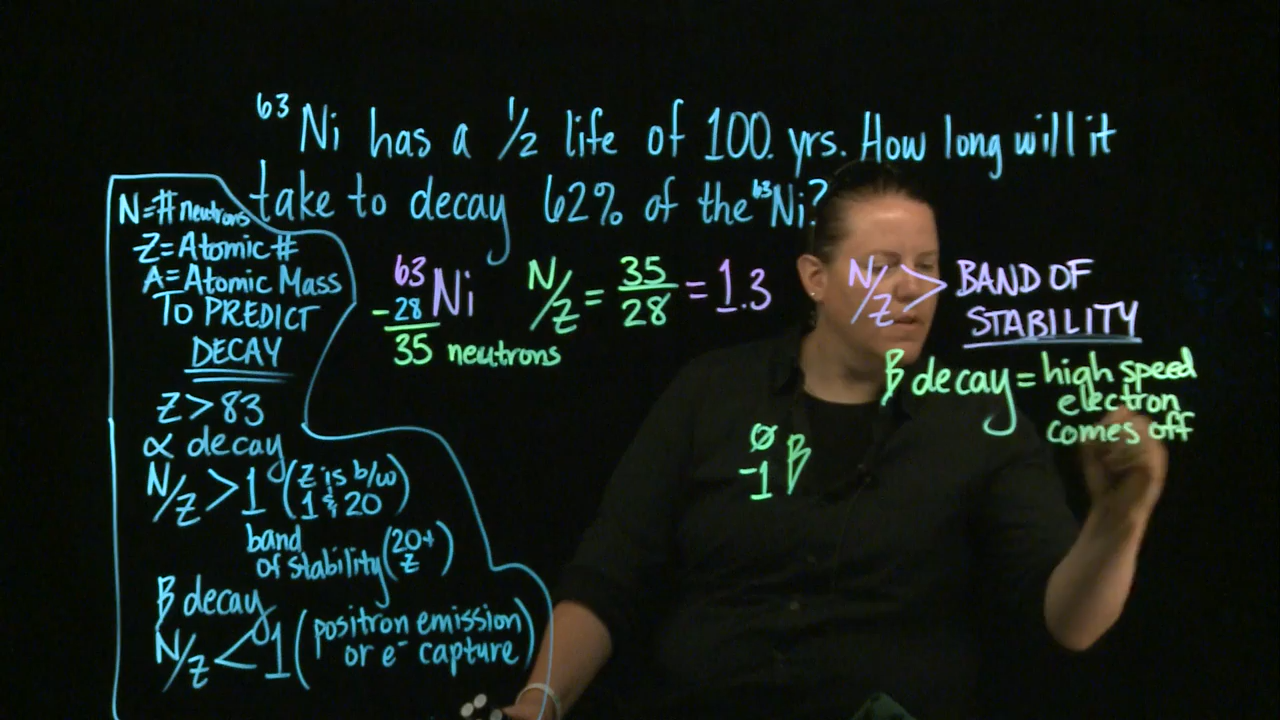 63Ni has a 1/2 life of 100. yrs. How long will it
take to decay 62% of the 63Ni?
N=# neutrons
Z=Atomic #
A=Atomic Mass
TO PREDICT
DECAY
Z>83
α decay
N/Z >1 (Z is b/w
1 & 20)
band
of stability (20+
Z)
β decay
N/Z <1 (positron emission
or e- capture)
63
-28 Ni
35 neutrons
N/Z = 35/28 = 1.3
N/Z > BAND OF
STABILITY
β decay = high speed
electron
comes off
0
-1 β